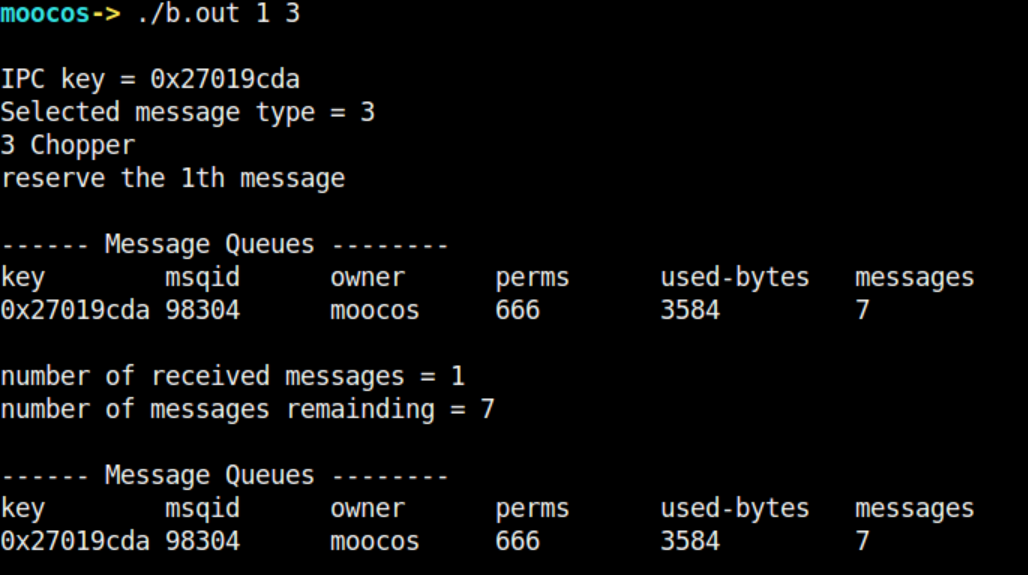 moocos-> ./b.out 1 3
IPC key = 0x27019cda
Selected message type = 3
3 Chopper
reserve the 1th message
------ Message Queues --------
key        msqid      owner      perms      used-bytes   messages
0x27019cda 98304      moocos     666        3584         7
number of received messages = 1
number of messages remainding = 7
------ Message Queues --------
key        msqid      owner      perms      used-bytes   messages
0x27019cda 98304      moocos     666        3584         7